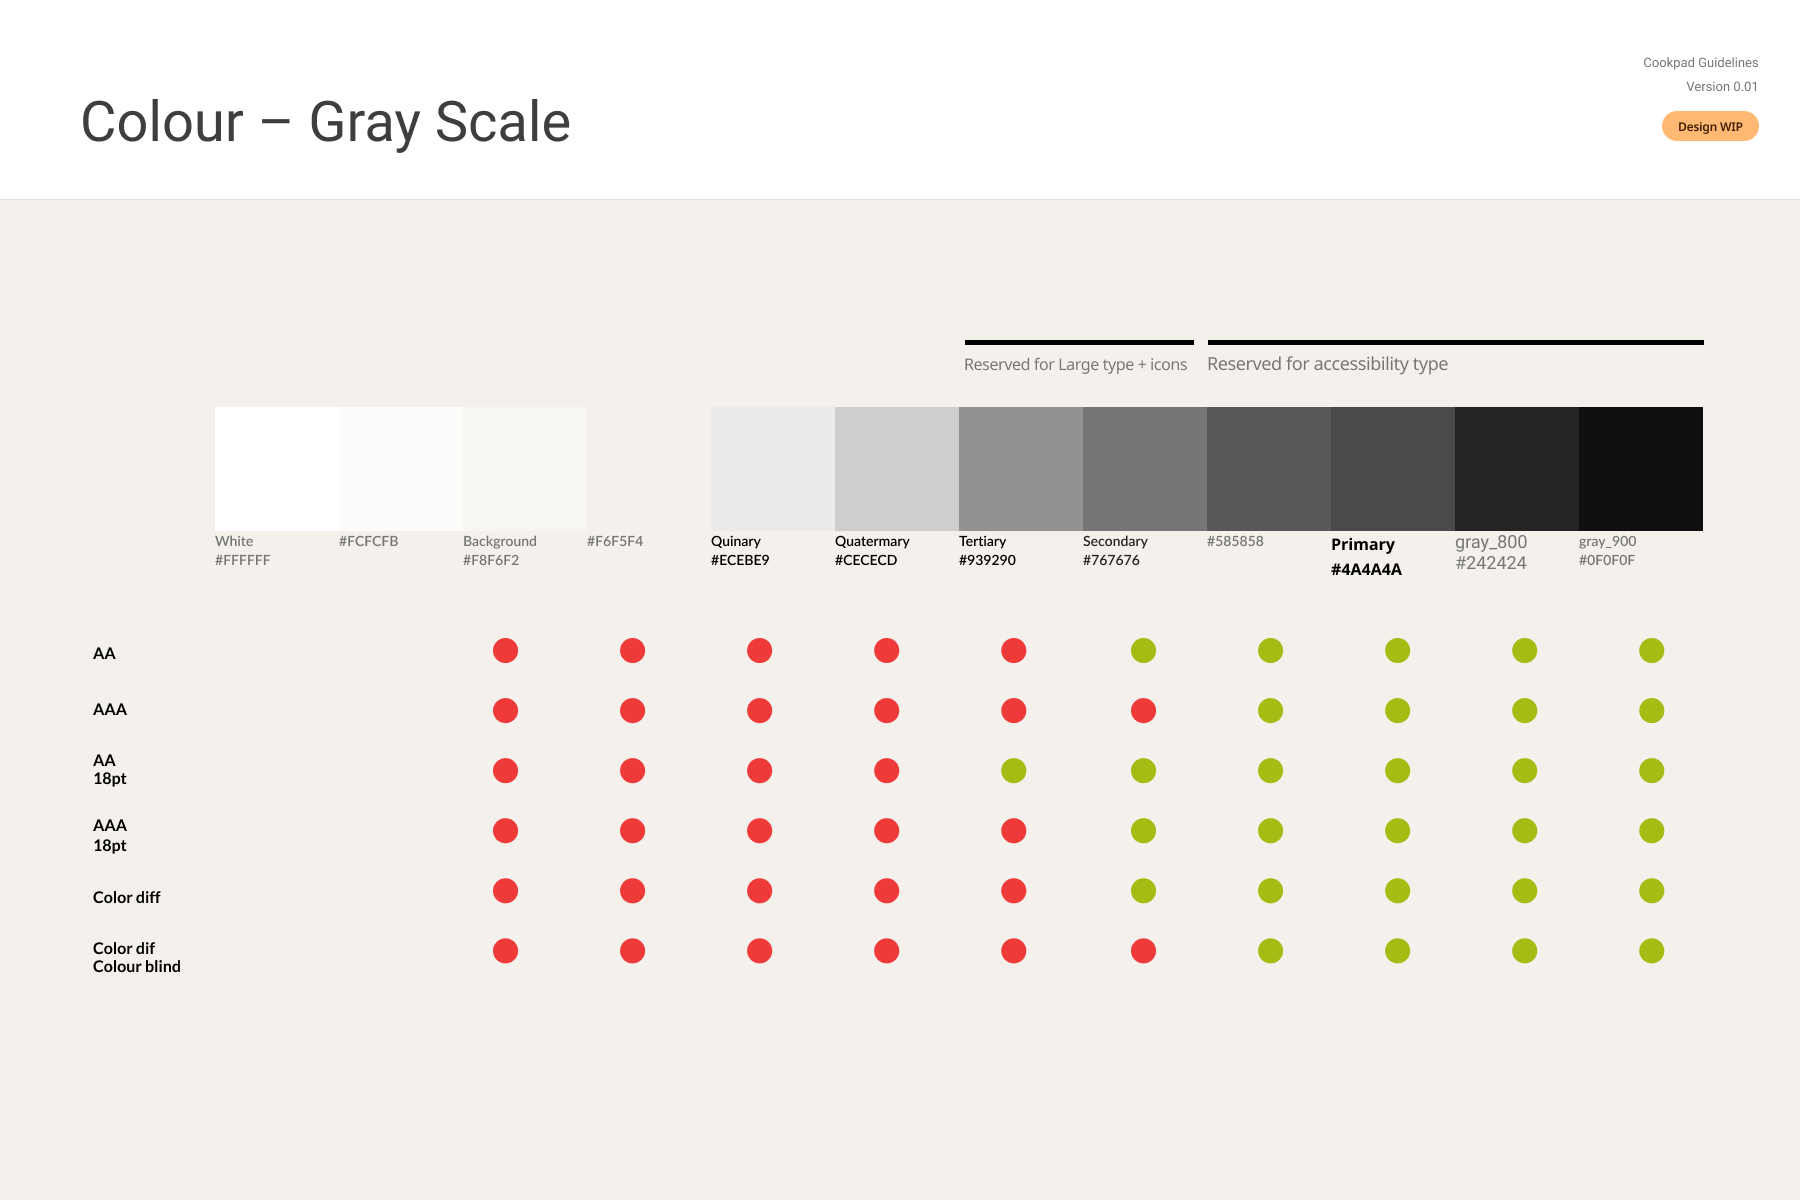 Cookpad Guidelines
Version 0.01
Design WIP
Colour – Gray Scale
Reserved for Large type + icons
Reserved for accessibility type
White
#FFFFFF
#FCFCFB
Background
#F8F6F2
#F6F5F4
Quinary
#ECEBE9
Quatermary
#CECECD
Tertiary
#939290
Secondary
#767676
#585858
Primary
#4A4A4A
gray_800
#242424
gray_900
#0F0F0F
AA
AAA
AA
18pt
AAA
18pt
Color diff
Color dif
Colour blind